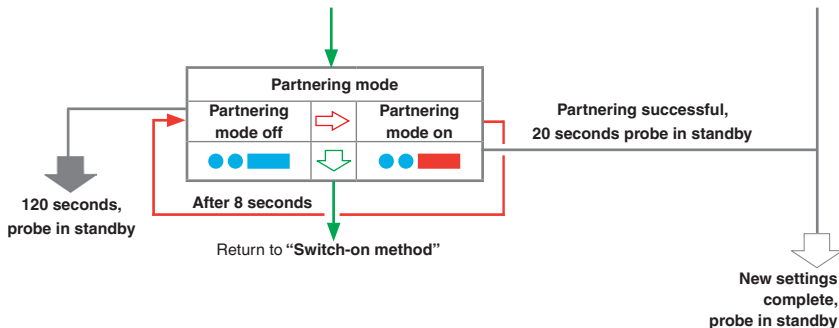 Partnering mode
Partnering
mode off
Partnering
mode on
Partnering successful,
20 seconds probe in standby
After 8 seconds
120 seconds,
probe in standby
Return to “Switch-on method”
New settings
complete,
probe in standby